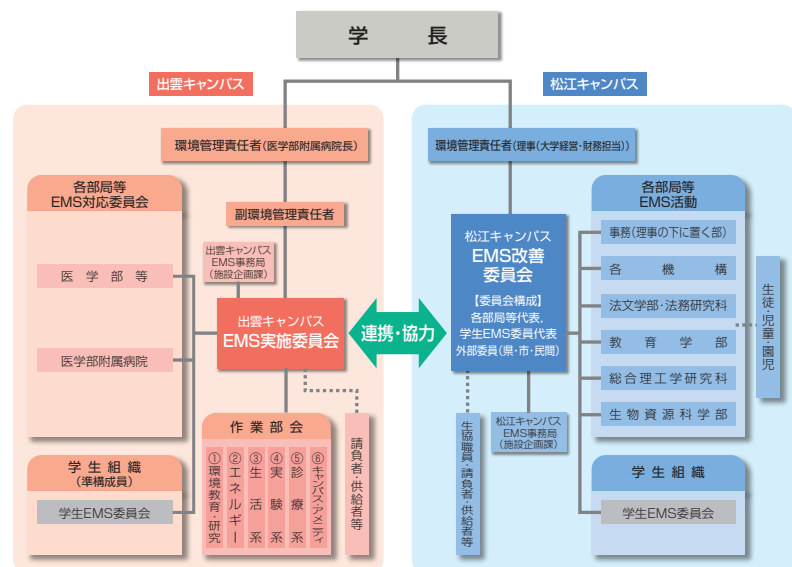 学長
出雲キャンパス
環境管理責任者(医学部附属病院長)
副環境管理責任者
出雲キャンパス
EMS事務局
(施設企画課)
各部局等
EMS対応委員会
医学部等
医学部附属病院
学生組織
(準構成員)
学生EMS委員会
出雲キャンパス
EMS実施委員会
作業部会
①環境教育・研究
②エネルギー
③生活系
④実験系
⑤診療系
⑥キャンパス・アメニティ
請負者・供給者等
連携・協力
松江キャンパス
環境管理責任者(理事(大学経営・財務担当))
松江キャンパス
EMS改善
委員会
【委員会構成】
各部局等代表,
学生EMS委員代表
外部委員(県・市・民間)
生協職員・請負者・供給者等
松江キャンパス
EMS事務局
(施設企画課)
各部局等
EMS活動
事務(理事の下に置く部)
各機構
法文学部・法務研究科
教育学部
総合理工学研究科
生物資源科学部
生徒・児童・園児
学生組織
学生EMS委員会